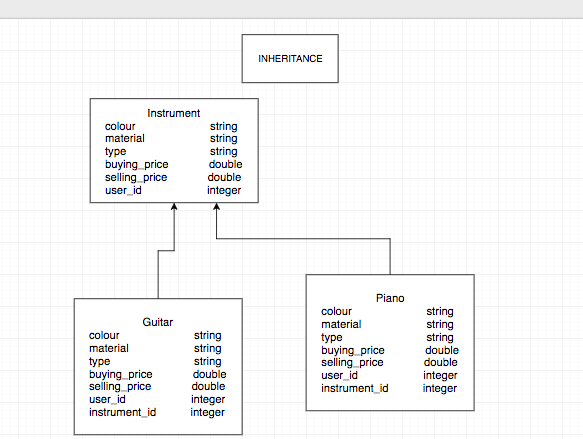 INHERITANCE
Instrument
colour string
material string
type string
buying_price double
selling_price double
user_id integer
Guitar
colour string
material string
type string
buying_price double
selling_price double
user_id integer
instrument_id integer
Piano
colour string
material string
type string
buying_price double
selling_price double
user_id integer
instrument_id integer